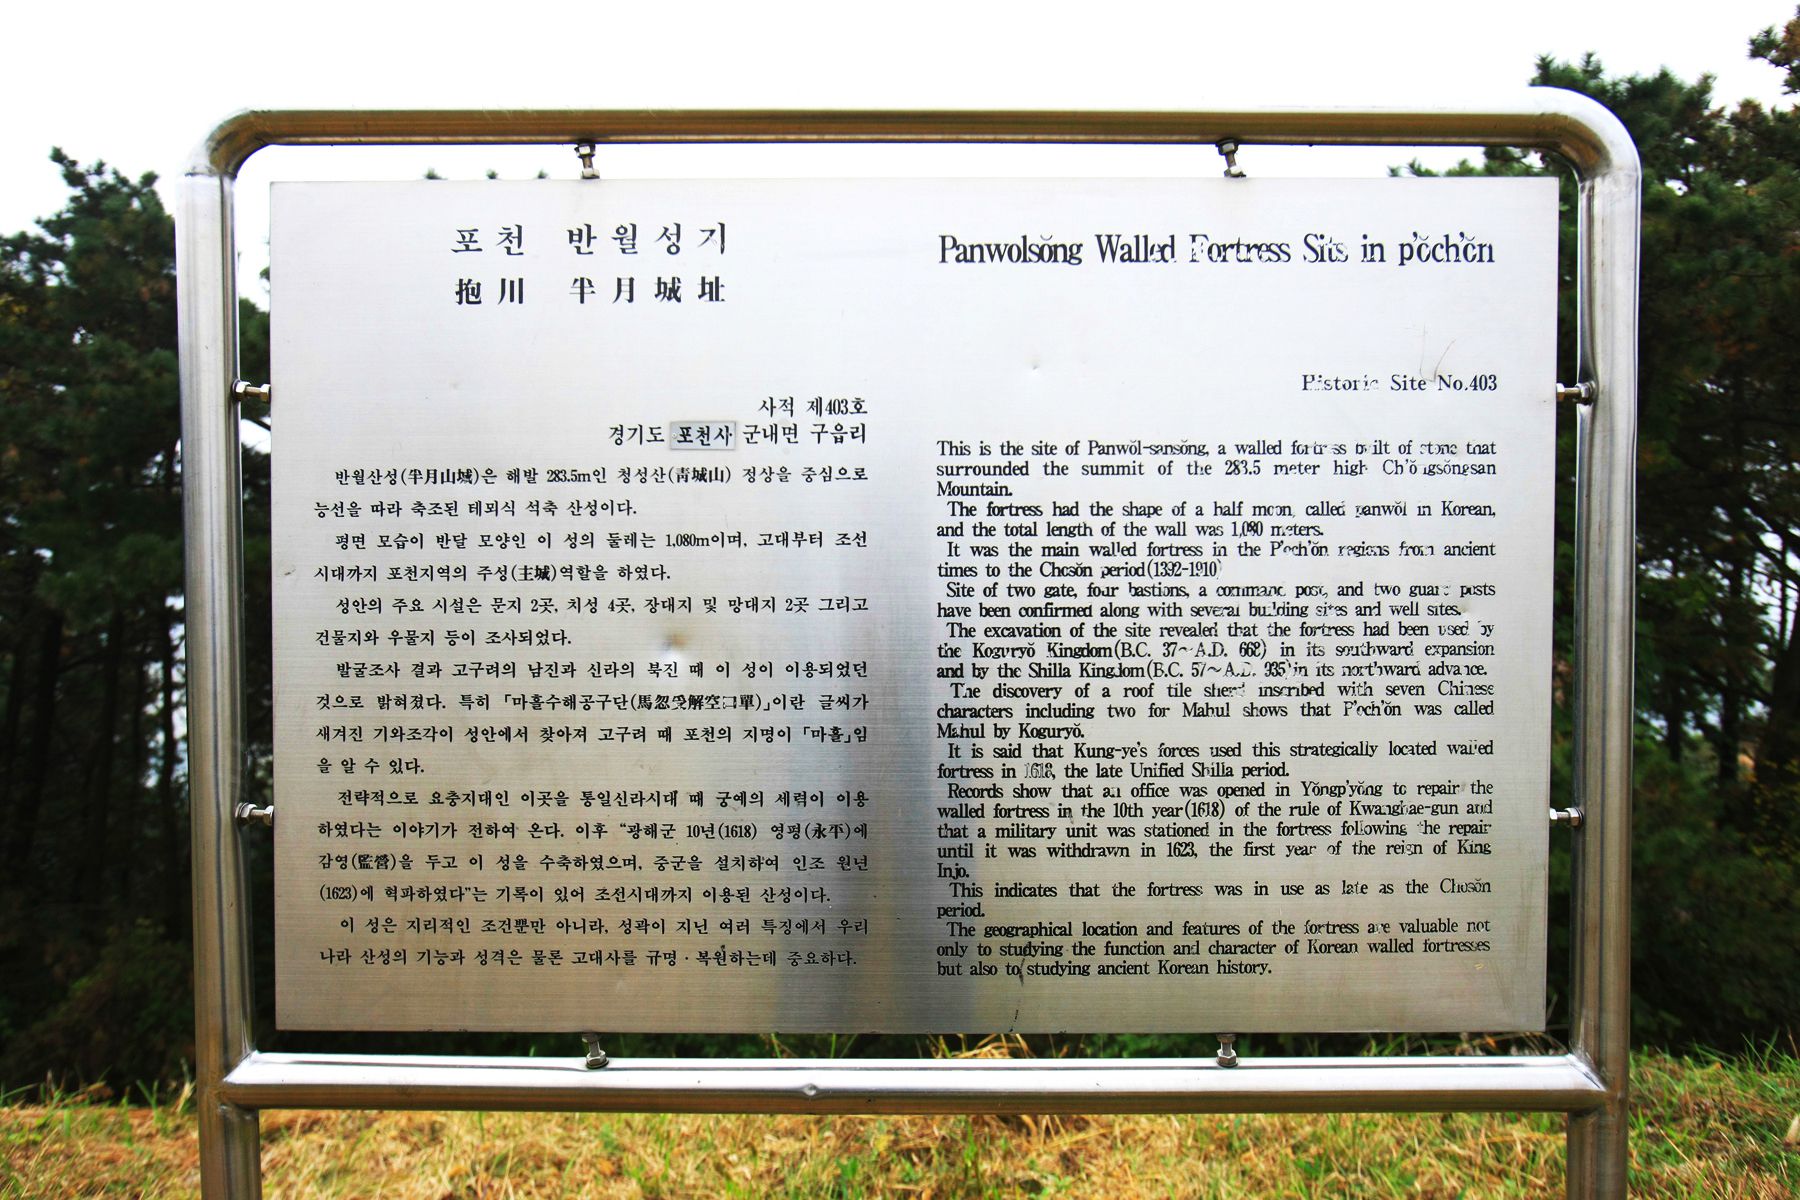 포천 반월성지
抱川 半月城址
사적 제403호
경기도 포천시 군내면 구읍리
반월산성(半月山城)은 해발 283.5m인 청성산(靑城山) 정상을 중심으로
능선을 따라 축조된 테뫼식 석축 산성이다.
평면 모습이 반달 모양인 이 성의 둘레는 1,080m이며, 고대부터 조선
시대까지 포천지역의 주성(主城)역할을 하였다.
성안의 주요 시설은 문지 2곳, 치성 4곳, 장대지 및 망대지 2곳 그리고
건물지와 우물지 등이 조사되었다.
발굴조사 결과 고구려의 남진과 신라의 북진 때 이 성이 이용되었던
것으로 밝혀졌다. 특히 「마홀수해공구단(馬忽受解空口單)」이란 글씨가
새겨진 기와조각이 성안에서 찾아져 고구려 때 포천의 지명이 「마홀」임
을 알 수 있다.
전략적으로 요충지대인 이곳을 통일신라시대 때 궁예의 세력이 이용
하였다는 이야기가 전하여 온다. 이후 “광해군 10년(1618) 영평(永平)에
감영(監營)을 두고 이 성을 수축하였으며, 중군을 설치하여 인조 원년
(1623)에 혁파하였다”는 기록이 있어 조선시대까지 이용된 산성이다.
이 성은 지리적인 조건뿐만 아니라, 성곽이 지닌 여러 특징에서 우리
나라 산성의 기능과 성격은 물론 고대사를 규명·복원하는데 중요하다.
Panwolsŏng Walled Fortress Sits in p'ŏch'ŏn
Historic Site No.403
This is the site of Panwŏl-sansŏng, a walled fortress built of stone that
surrounded the summit of the 283.5 meter high Ch'ŏngsŏngsan
Mountain.
The fortress had the shape of a half moon, called panwŏl in Korean,
and the total length of the wall was 1,080 meters.
It was the main walled fortress in the P'och'ŏn regions from ancient
times to the Chosŏn period(1392-1910)
Site of two gate, four bastions, a command post, and two guard posts
have been confirmed along with several building sites and well sites.
The excavation of the site revealed that the fortress had been used by
the Koguryŏ Kingdom(B.C. 37~A.D. 668) in its southward expansion
and by the Shilla Kingdom(B.C. 57~A.D. 935)in its northward advance.
The discovery of a roof tile sherd inscribed with seven Chinese
characters including two for Mahul shows that P'och'ŏn was called
Mahul by Koguryŏ.
It is said that Kung-ye's forces used this strategically located walled
fortress in 1618, the late Unified Shilla period.
Records show that an office was opened in Yŏngp'yŏng to repair the
walled fortress in the 10th year(1618) of the rule of Kwanghae-gun and
that a military unit was stationed in the fortress following the repair
until it was withdrawn in 1623, the first year of the reign of King
Injo.
This indicates that the fortress was in use as late as the Chosŏn
period.
The geographical location and features of the fortress are valuable not
only to studying the function and character of Korean walled fortresses
but also to studying ancient Korean history.